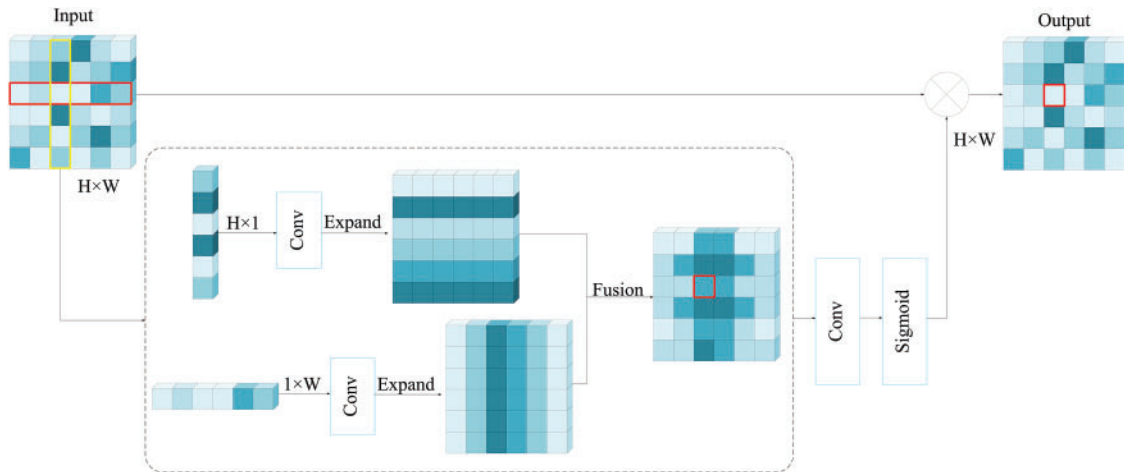 Input
Output
H×W
H×W
H×1
Conv
Expand
Fusion
1×W
Conv
Expand
Conv
Sigmoid